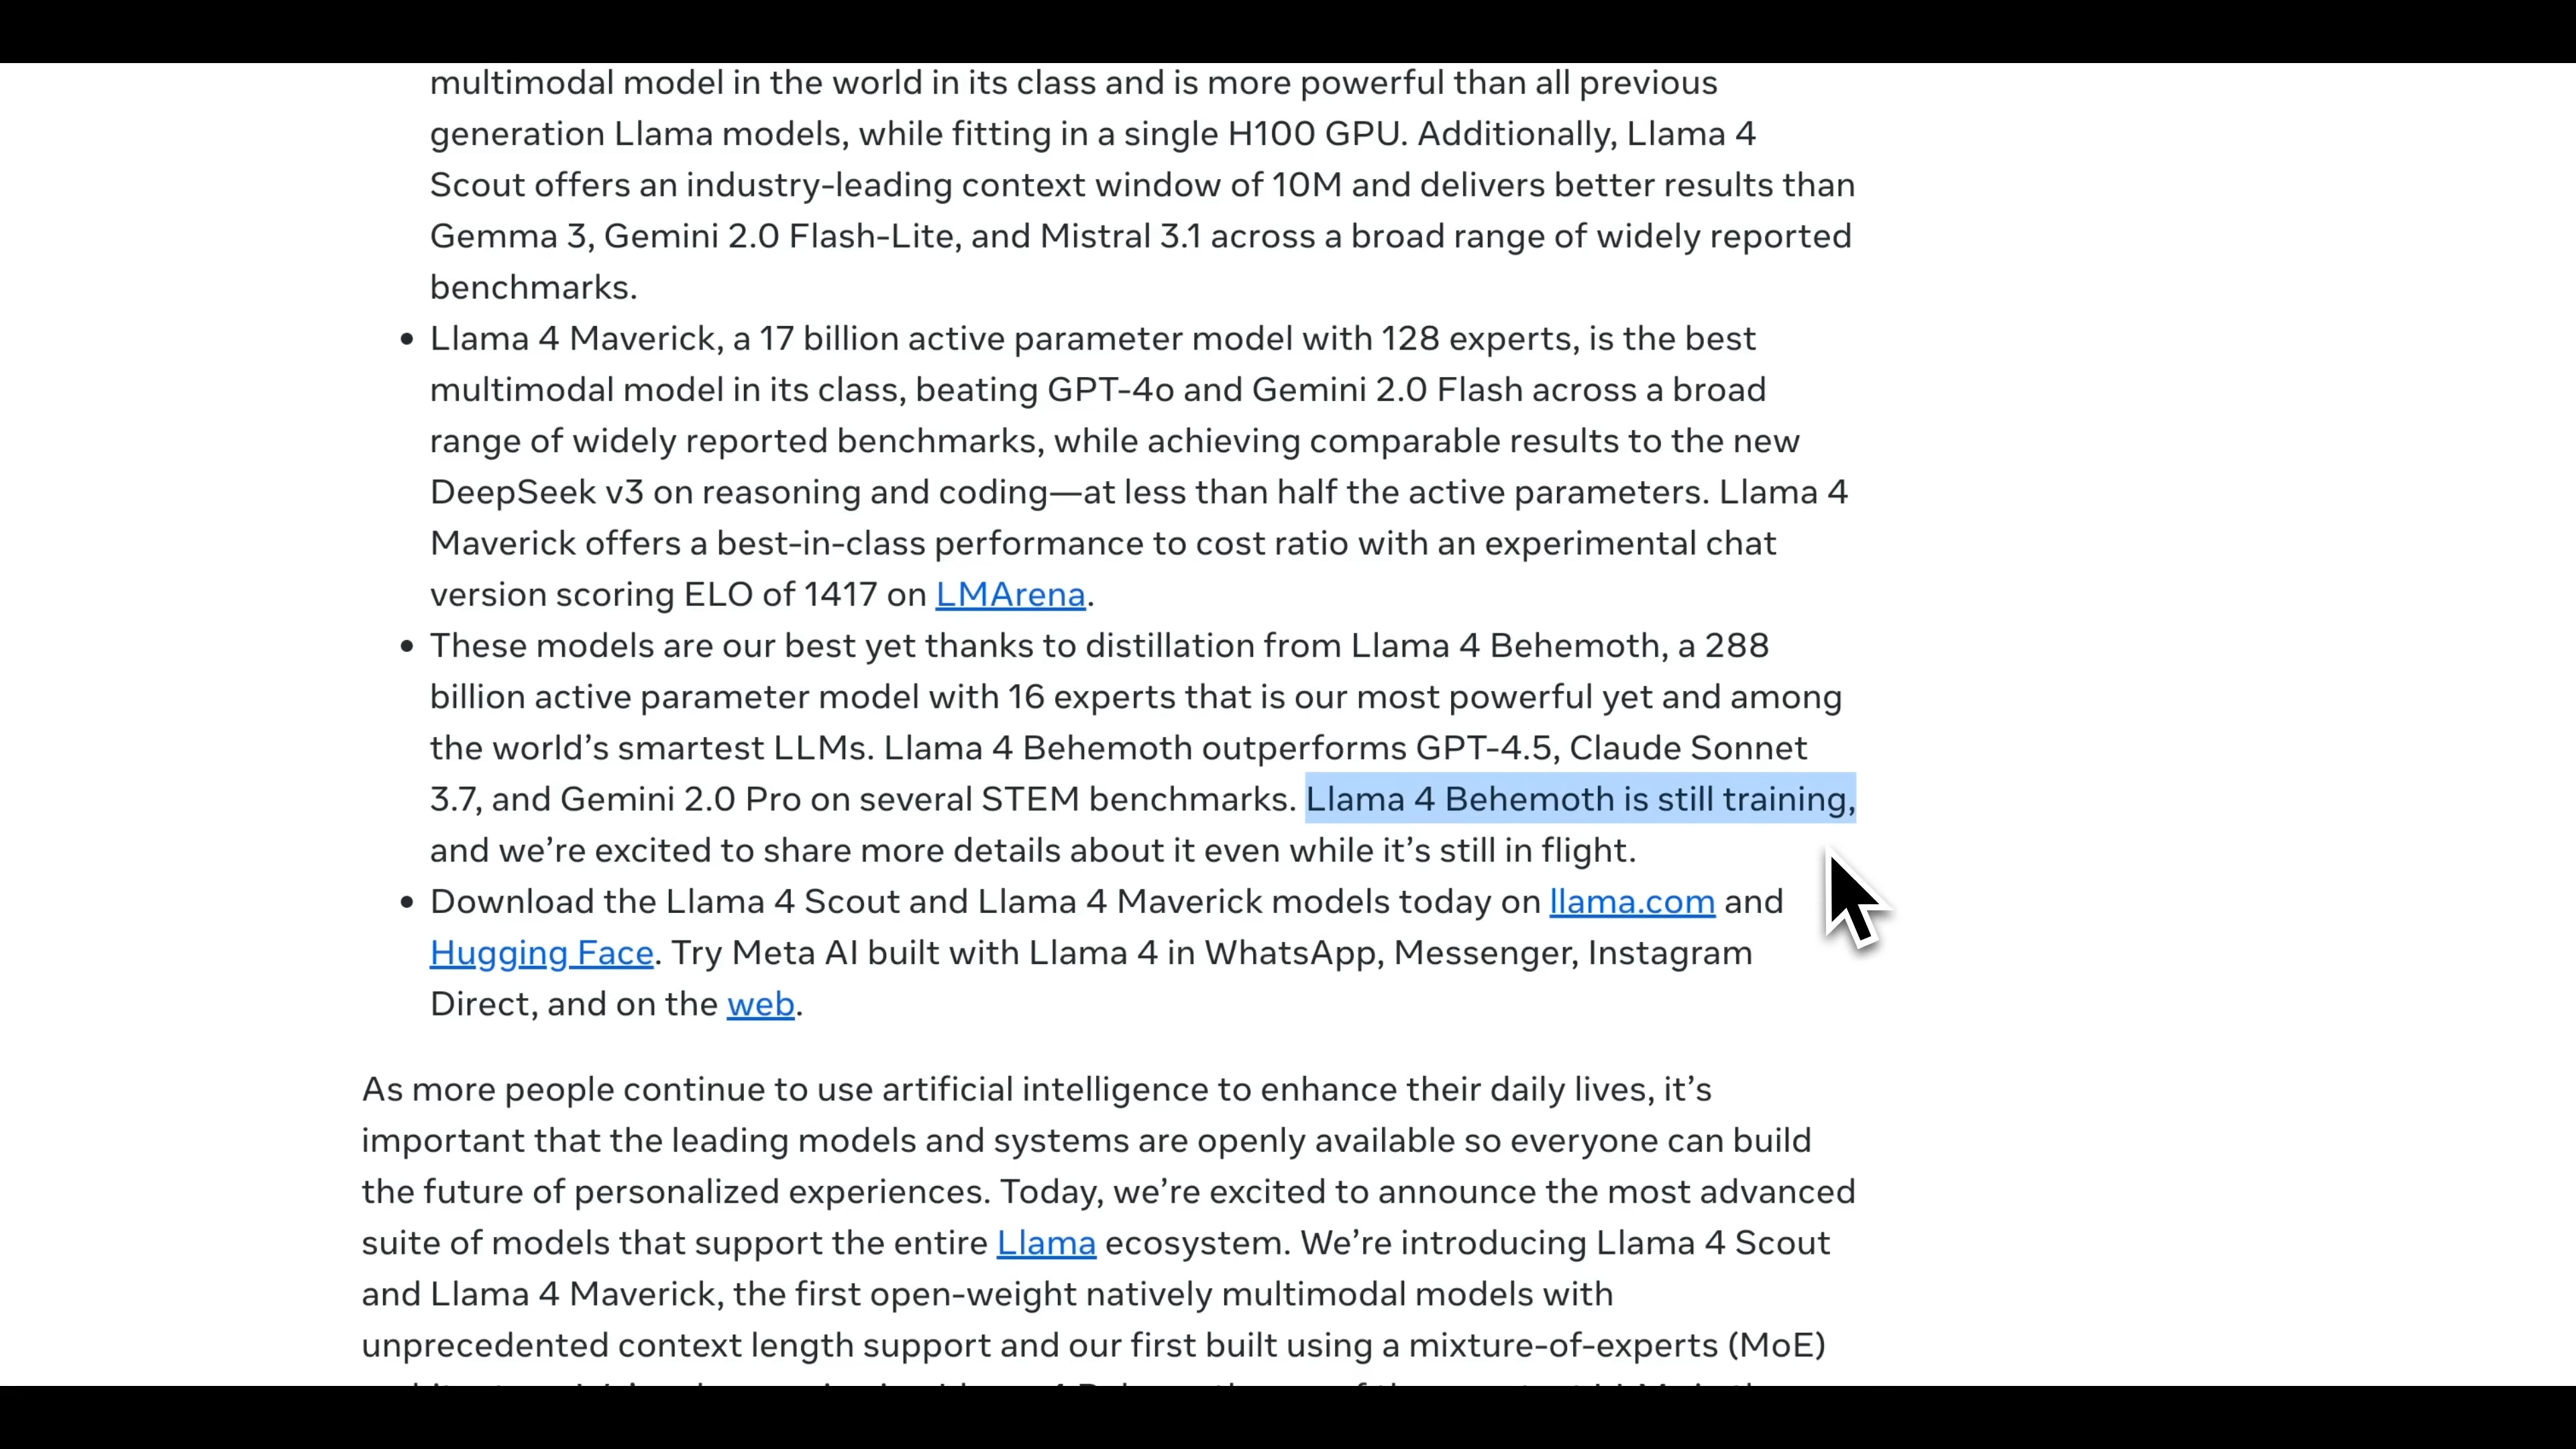 multimodal model in the world in its class and is more powerful than all previous
generation Llama models, while fitting in a single H100 GPU. Additionally, Llama 4
Scout offers an industry-leading context window of 10M and delivers better results than
Gemma 3, Gemini 2.0 Flash-Lite, and Mistral 3.1 across a broad range of widely reported
benchmarks.
• Llama 4 Maverick, a 17 billion active parameter model with 128 experts, is the best
multimodal model in its class, beating GPT-4o and Gemini 2.0 Flash across a broad
range of widely reported benchmarks, while achieving comparable results to the new
DeepSeek v3 on reasoning and coding—at less than half the active parameters. Llama 4
Maverick offers a best-in-class performance to cost ratio with an experimental chat
version scoring ELO of 1417 on LMArena.
• These models are our best yet thanks to distillation from Llama 4 Behemoth, a 288
billion active parameter model with 16 experts that is our most powerful yet and among
the world’s smartest LLMs. Llama 4 Behemoth outperforms GPT-4.5, Claude Sonnet
3.7, and Gemini 2.0 Pro on several STEM benchmarks. Llama 4 Behemoth is still training,
and we’re excited to share more details about it even while it’s still in flight.
• Download the Llama 4 Scout and Llama 4 Maverick models today on llama.com and
Hugging Face. Try Meta AI built with Llama 4 in WhatsApp, Messenger, Instagram
Direct, and on the web.
As more people continue to use artificial intelligence to enhance their daily lives, it’s
important that the leading models and systems are openly available so everyone can build
the future of personalized experiences. Today, we’re excited to announce the most advanced
suite of models that support the entire Llama ecosystem. We’re introducing Llama 4 Scout
and Llama 4 Maverick, the first open-weight natively multimodal models with
unprecedented context length support and our first built using a mixture-of-experts (MoE)